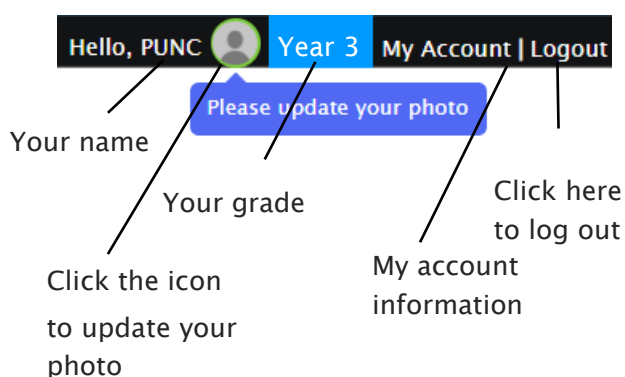 Hello, PUNC Year 3 My Account | Logout
Please update your photo
Your name
Your grade
Click here
to log out
My account
information
Click the icon
to update your
photo